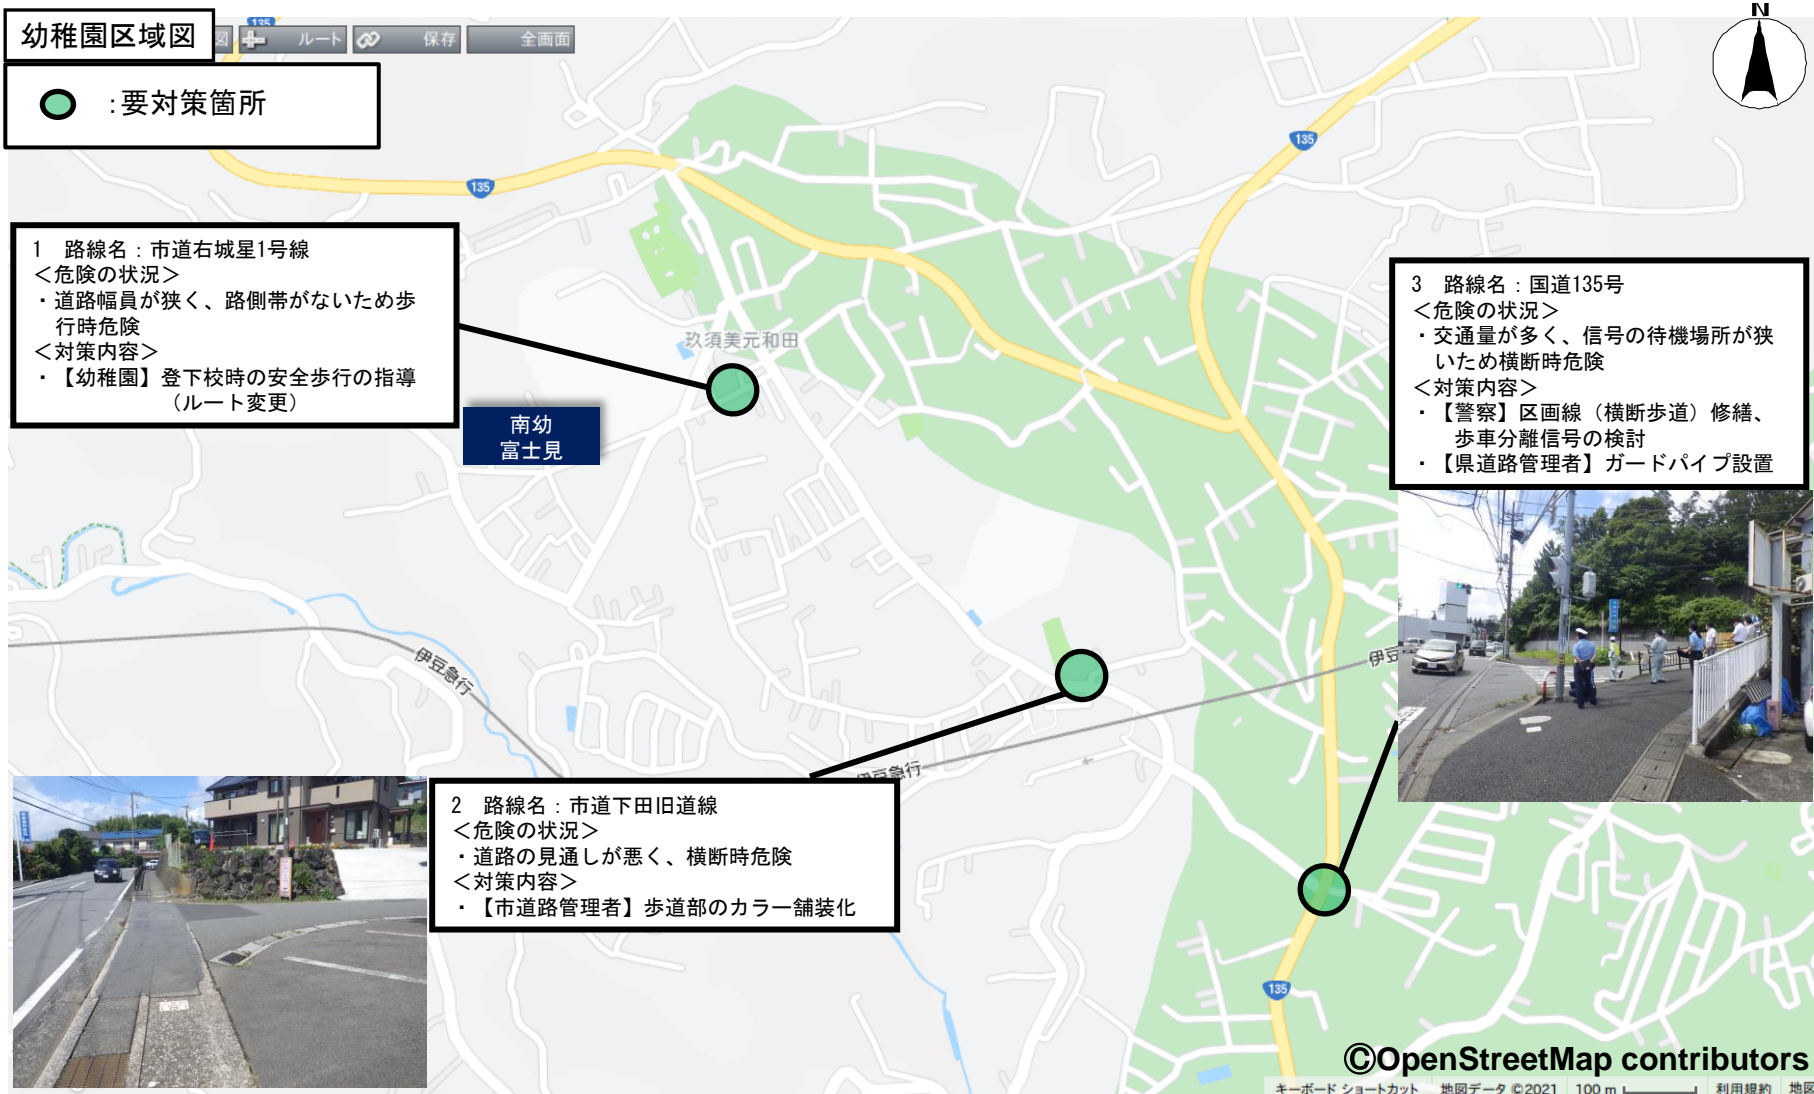 幼稚園区域図
図
ルート
保存
全画面
:要対策箇所
N
135
135
135
1　路線名：市道右城星1号線
＜危険の状況＞
・道路幅員が狭く、路側帯がないため歩
行時危険
＜対策内容＞
・【幼稚園】登下校時の安全歩行の指導
（ルート変更）
玖須美元和田
南幼
富士見
3　路線名：国道135号
＜危険の状況＞
・交通量が多く、信号の待機場所が狭
いため横断時危険
＜対策内容＞
・【警察】区画線（横断歩道）修繕、
歩車分離信号の検討
・【県道路管理者】ガードパイプ設置
伊豆急行
伊豆
伊豆急行
2　路線名：市道下田旧道線
＜危険の状況＞
・道路の見通しが悪く、横断時危険
＜対策内容＞
・【市道路管理者】歩道部のカラー舗装化
135
©OpenStreetMap contributors
キーボード ショートカット　地図データ ©2021　100 m　利用規約　地図